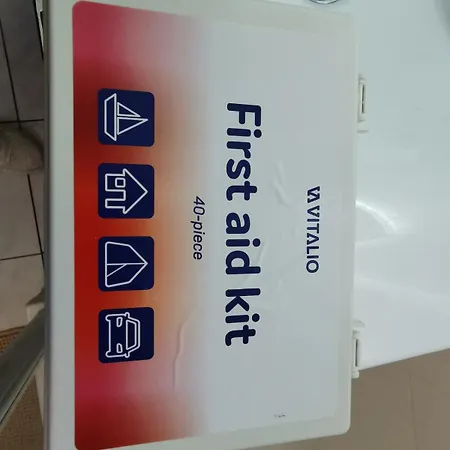 VITALIO
First aid kit
40-piece